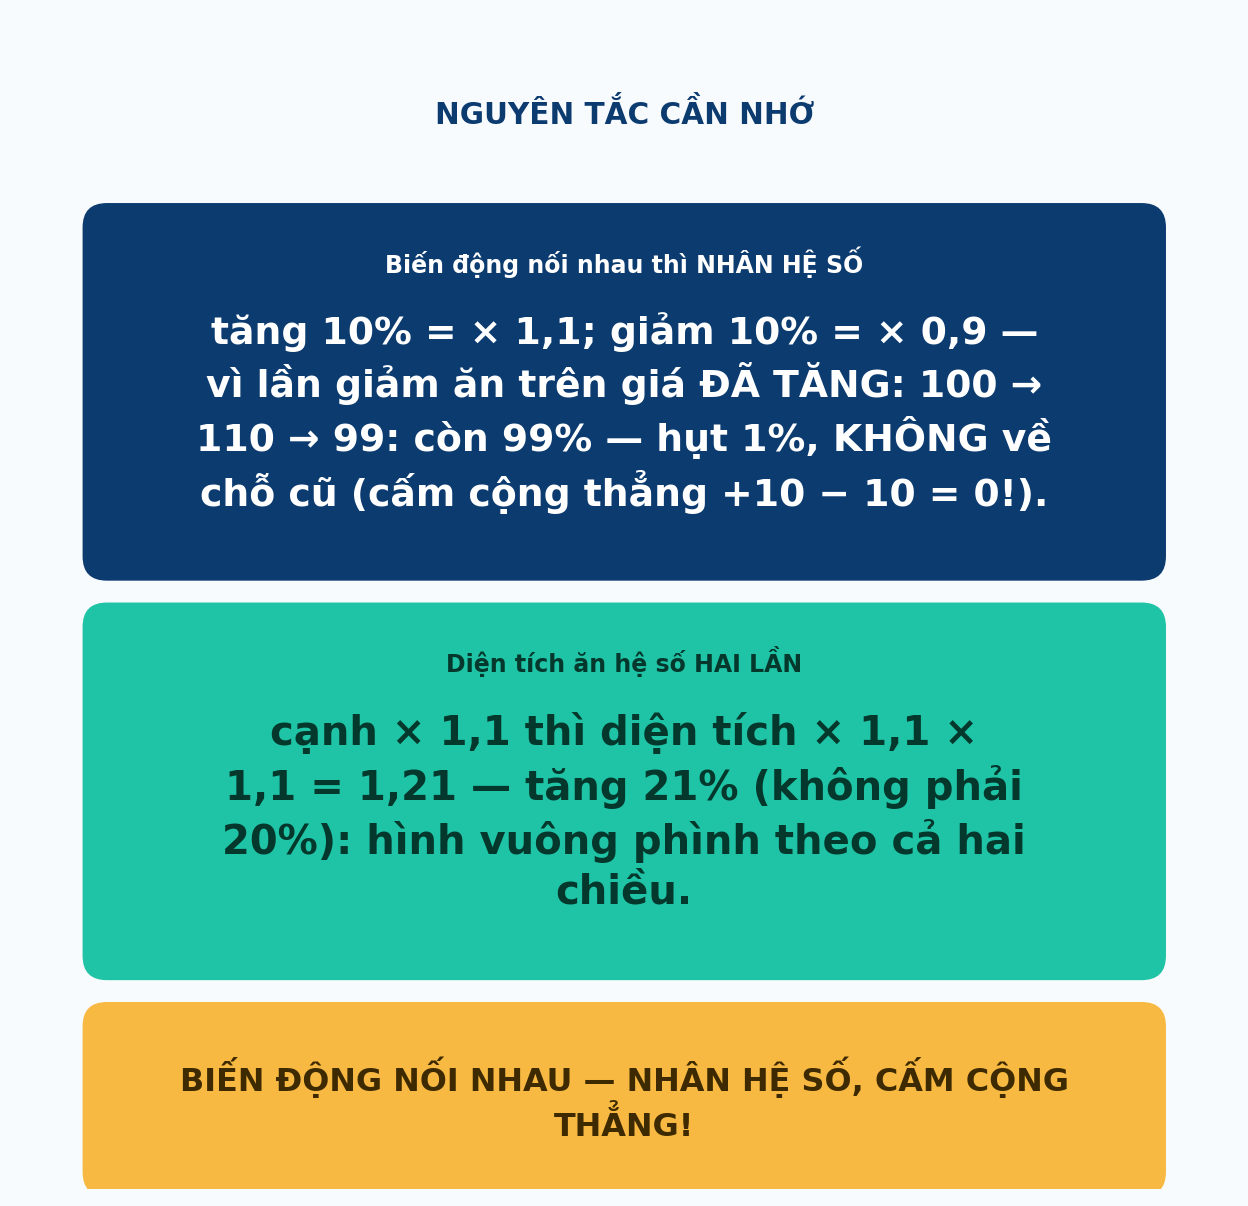 NGUYÊN TẮC CẦN NHỚ
Biến động nối nhau thì NHÂN HỆ SỐ
tăng 10% = × 1,1; giảm 10% = × 0,9 —
vì lần giảm ăn trên giá ĐÃ TĂNG: 100 →
110 → 99: còn 99% — hụt 1%, KHÔNG về
chỗ cũ (cấm cộng thẳng +10 − 10 = 0!).
Diện tích ăn hệ số HAI LẦN
cạnh × 1,1 thì diện tích × 1,1 ×
1,1 = 1,21 — tăng 21% (không phải
20%): hình vuông phình theo cả hai
chiều.
BIẾN ĐỘNG NỐI NHAU — NHÂN HỆ SỐ, CẤM CỘNG
THẲNG!